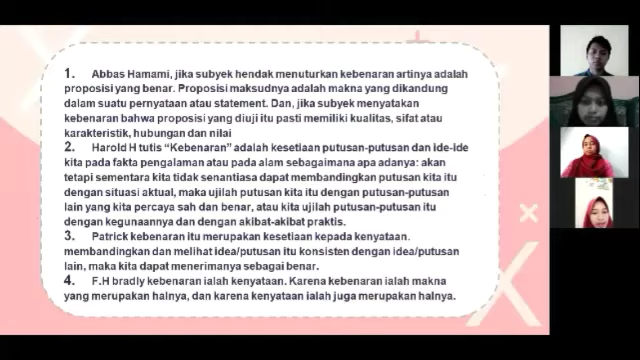 1. Abbas Hamami, jika subyek hendak menuturkan kebenaran artinya adalah
proposisi yang benar. Proposisi maksudnya adalah makna yang dikandung
dalam suatu pernyataan atau statement. Dan, jika subyek menyatakan
kebenaran bahwa proposisi yang diuji itu pasti memiliki kualitas, sifat atau
karakteristik, hubungan dan nilai
2. Harold H tutis “Kebenaran” adalah kesetiaan putusan-putusan dan ide-ide
kita pada fakta pengalaman atau pada alam sebagaimana apa adanya: akan
tetapi sementara kita tidak senantiasa dapat membandingkan putusan kita itu
dengan situasi aktual, maka ujilah putusan kita itu dengan putusan-putusan
lain yang kita percaya sah dan benar, atau kita ujilah putusan-putusan itu
dengan kegunaannya dan dengan akibat-akibat praktis.
3. Patrick kebenaran itu merupakan kesetiaan kepada kenyataan.
membandingkan dan melihat idea/putusan itu konsisten dengan idea/putusan
lain, maka kita dapat menerimanya sebagai benar.
4. F.H bradly kebenaran ialah kenyataan. Karena kebenaran ialah makna
yang merupakan halnya, dan karena kenyataan ialah juga merupakan halnya.